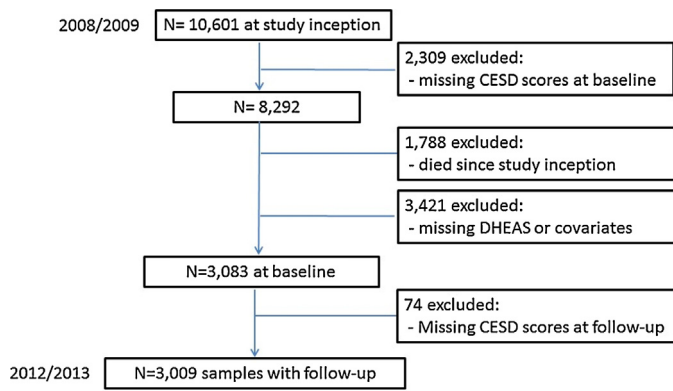 2008/2009
N= 10,601 at study inception
2,309 excluded:
- missing CESD scores at baseline
N= 8,292
1,788 excluded:
- died since study inception
3,421 excluded:
- missing DHEAS or covariates
N=3,083 at baseline
74 excluded:
- Missing CESD scores at follow-up
2012/2013
N=3,009 samples with follow-up